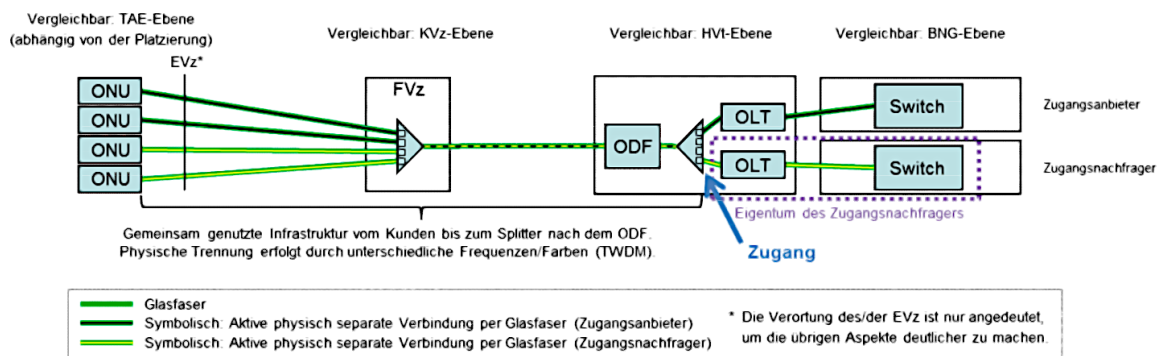 Vergleichbar: TAE-Ebene
(abhängig von der Platzierung)
Vergleichbar: KVz-Ebene
Vergleichbar: HVt-Ebene
Vergleichbar: BNG-Ebene
EVz*
ONU
ONU
ONU
ONU
FVz
ODF
OLT
OLT
Switch
Switch
Zugangsanbieter
Zugangsnachfrager
Eigentum des Zugangsnachfragers
Zugang
Gemeinsam genutzte Infrastruktur vom Kunden bis zum Splitter nach dem ODF.
Physische Trennung erfolgt durch unterschiedliche Frequenzen/Farben (TWDM).
Glasfaser
Symbolisch: Aktive physisch separate Verbindung per Glasfaser (Zugangsanbieter)
Symbolisch: Aktive physisch separate Verbindung per Glasfaser (Zugangsnachfrager)
* Die Verortung des/der EVz ist nur angedeutet,
um die übrigen Aspekte deutlicher zu machen.